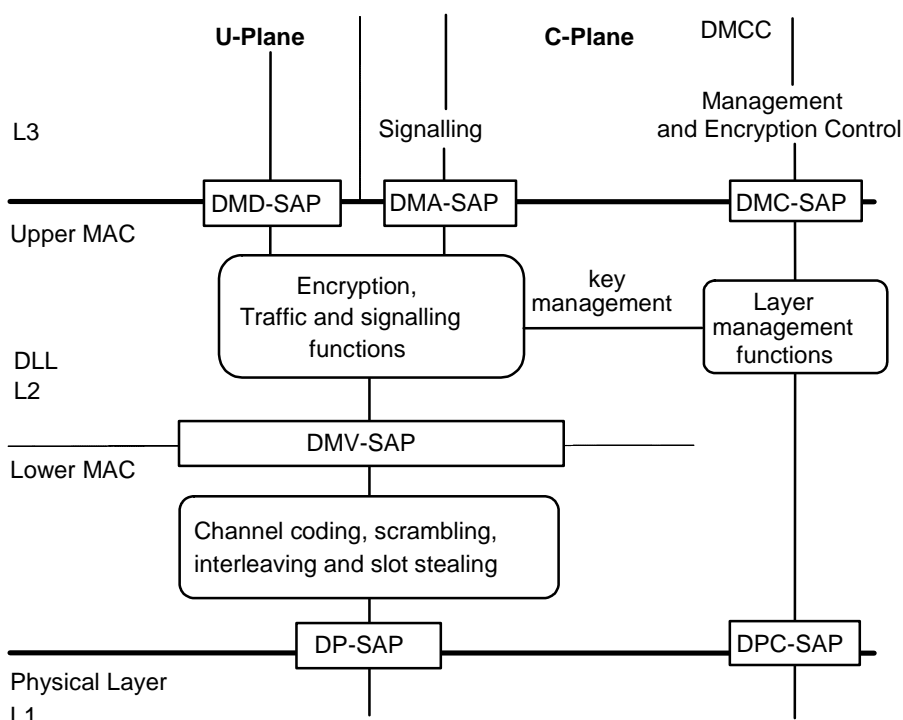 U-Plane
C-Plane
DMCC
L3
Signalling
Management
and Encryption Control
DMD-SAP
DMA-SAP
DMC-SAP
Upper MAC
Encryption,
Traffic and signalling
functions
key
management
Layer
management
functions
DLL
L2
DMV-SAP
Lower MAC
Channel coding, scrambling,
interleaving and slot stealing
DP-SAP
DPC-SAP
Physical Layer
L1